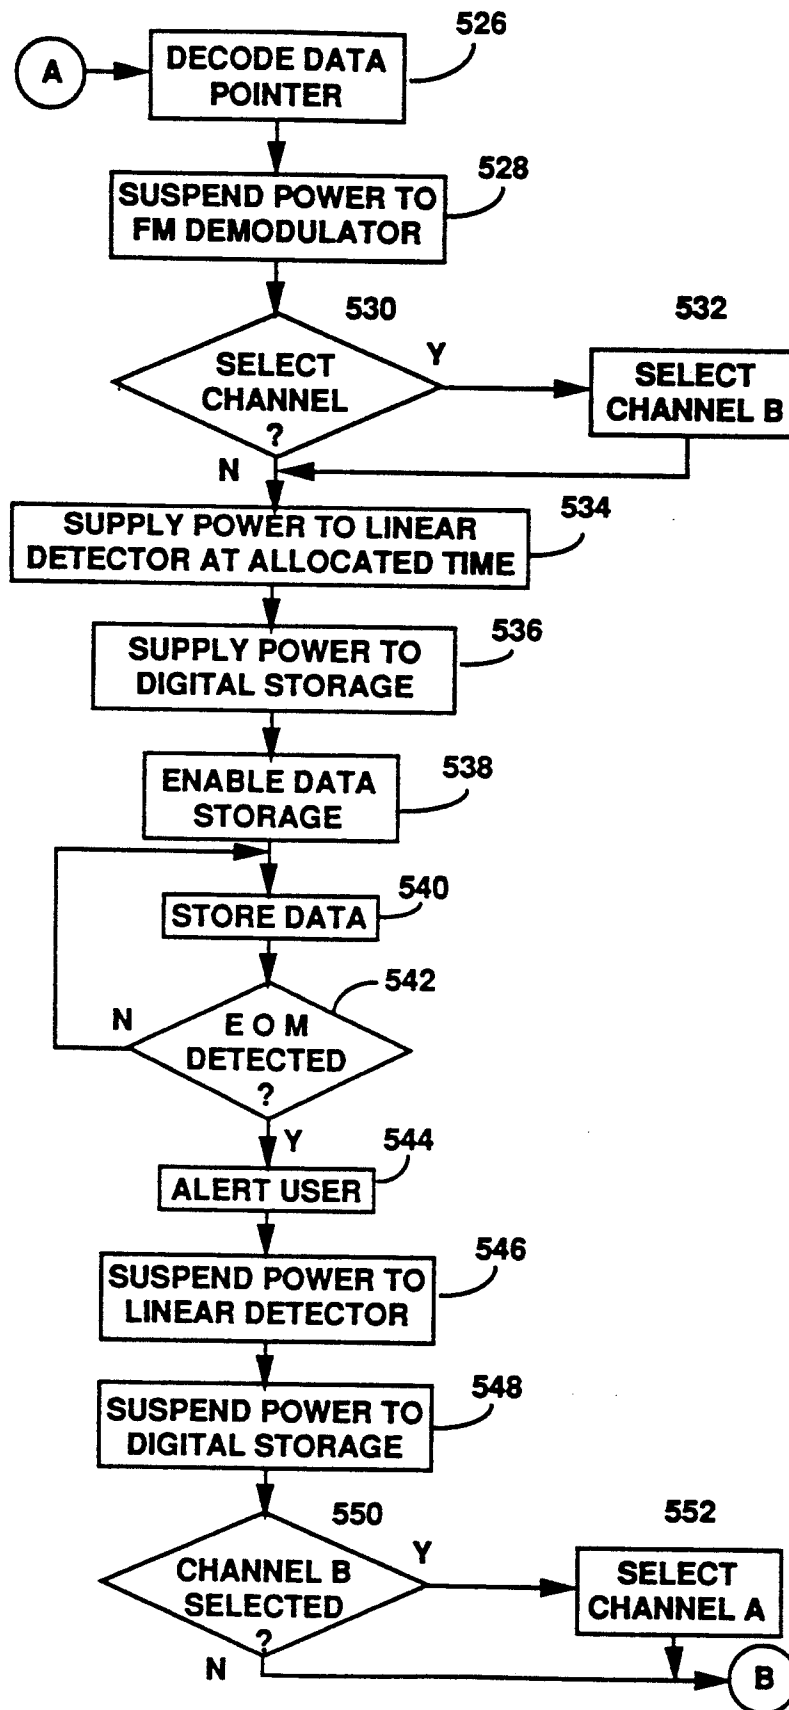 526
A
DECODE DATA
POINTER
528
SUSPEND POWER TO
FM DEMODULATOR
530
532
SELECT
CHANNEL
?
Y
SELECT
CHANNEL B
N
534
SUPPLY POWER TO LINEAR
DETECTOR AT ALLOCATED TIME
536
SUPPLY POWER TO
DIGITAL STORAGE
538
ENABLE DATA
STORAGE
540
STORE DATA
542
N
E O M
DETECTED
?
Y
544
ALERT USER
546
SUSPEND POWER TO
LINEAR DETECTOR
548
SUSPEND POWER TO
DIGITAL STORAGE
550
552
CHANNEL B
SELECTED
?
Y
SELECT
CHANNEL A
N
B